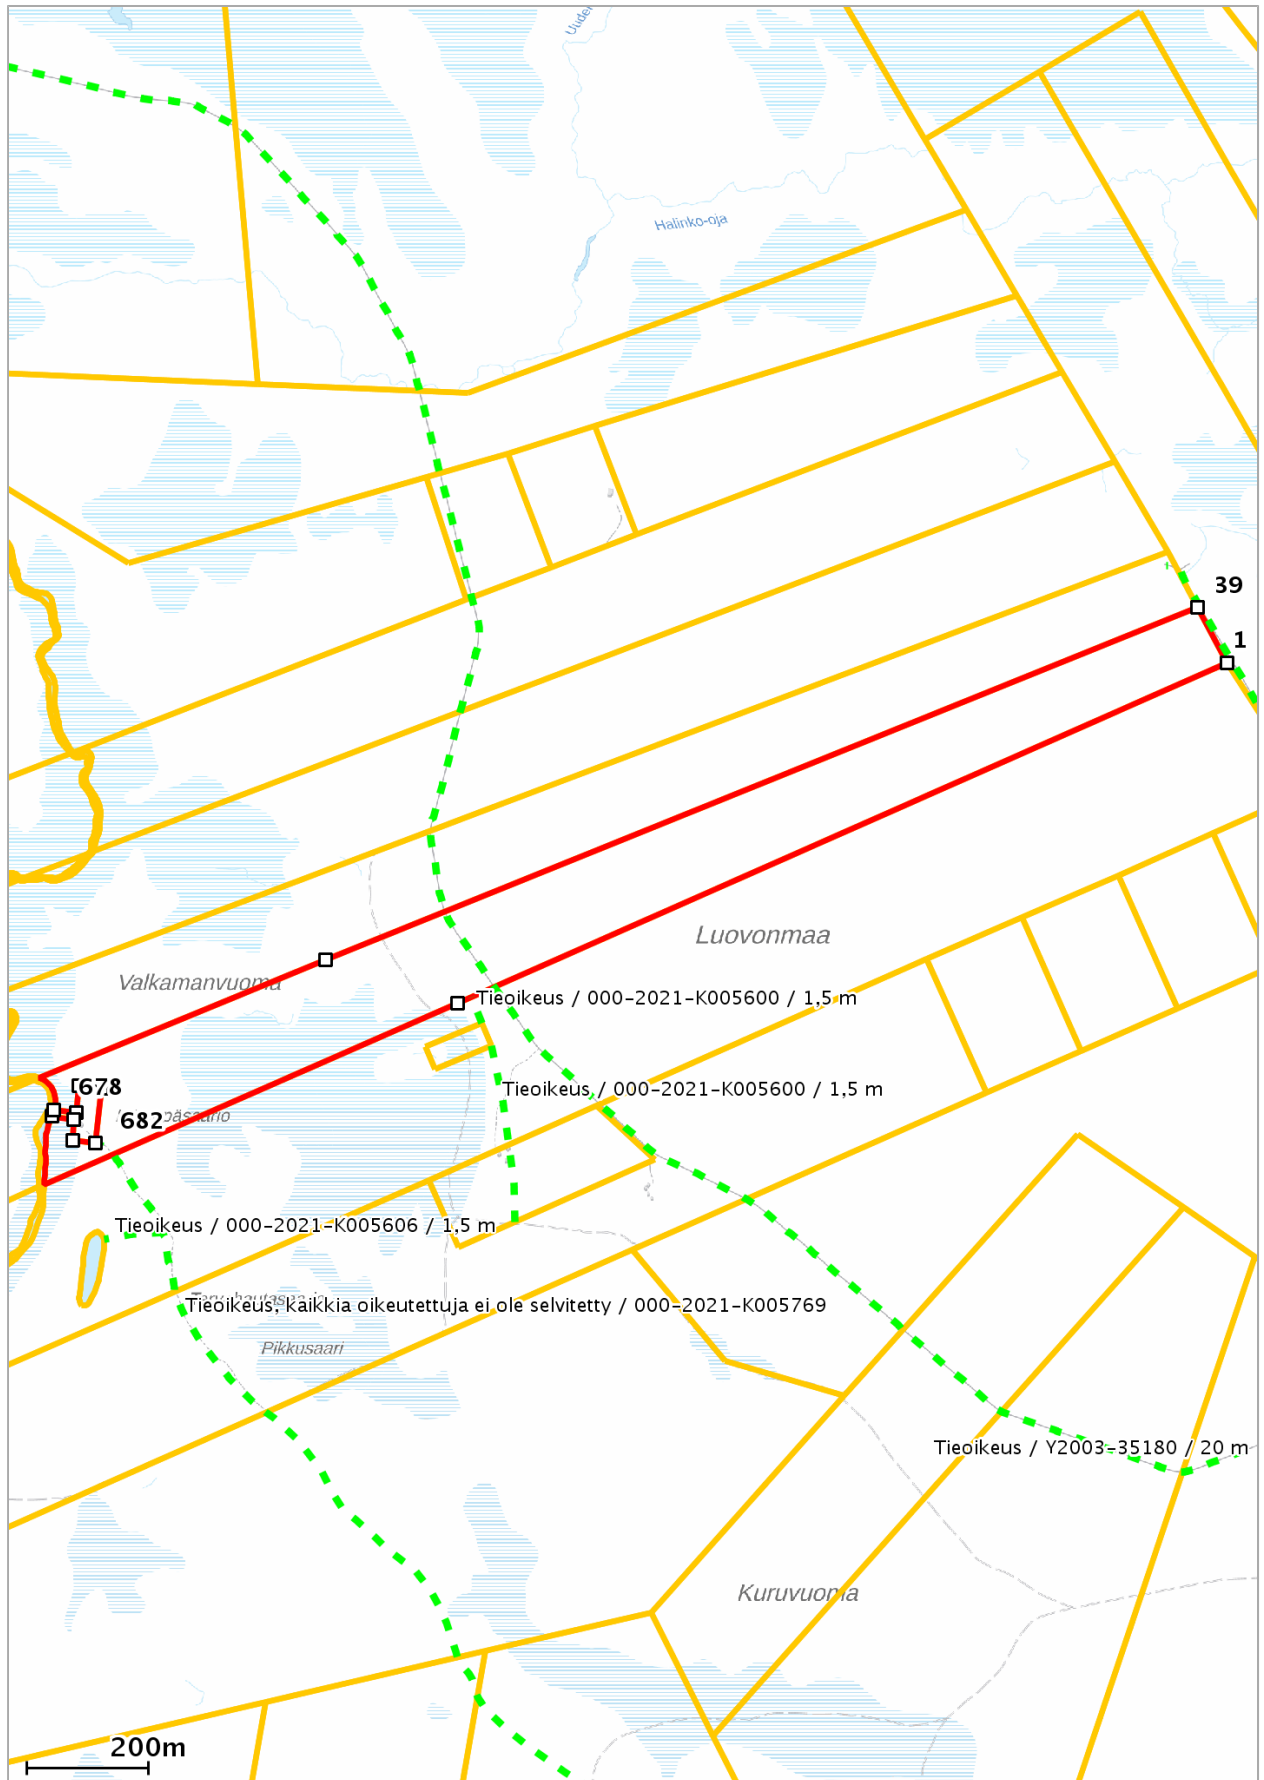 Halinko-oja
39
1
Luovonmaa
Valkamanvuoma
Tieoikeus / 000-2021-K005600 / 1,5 m
Tieoikeus / 000-2021-K005600 / 1,5 m
682
Tieoikeus / 000-2021-K005606 / 1,5 m
Tieoikeus, kaikkia oikeutettuja ei ole selvitetty / 000-2021-K005769
Pikkusaari
Tieoikeus / Y2003-35180 / 20 m
Kuruvuoma
200m